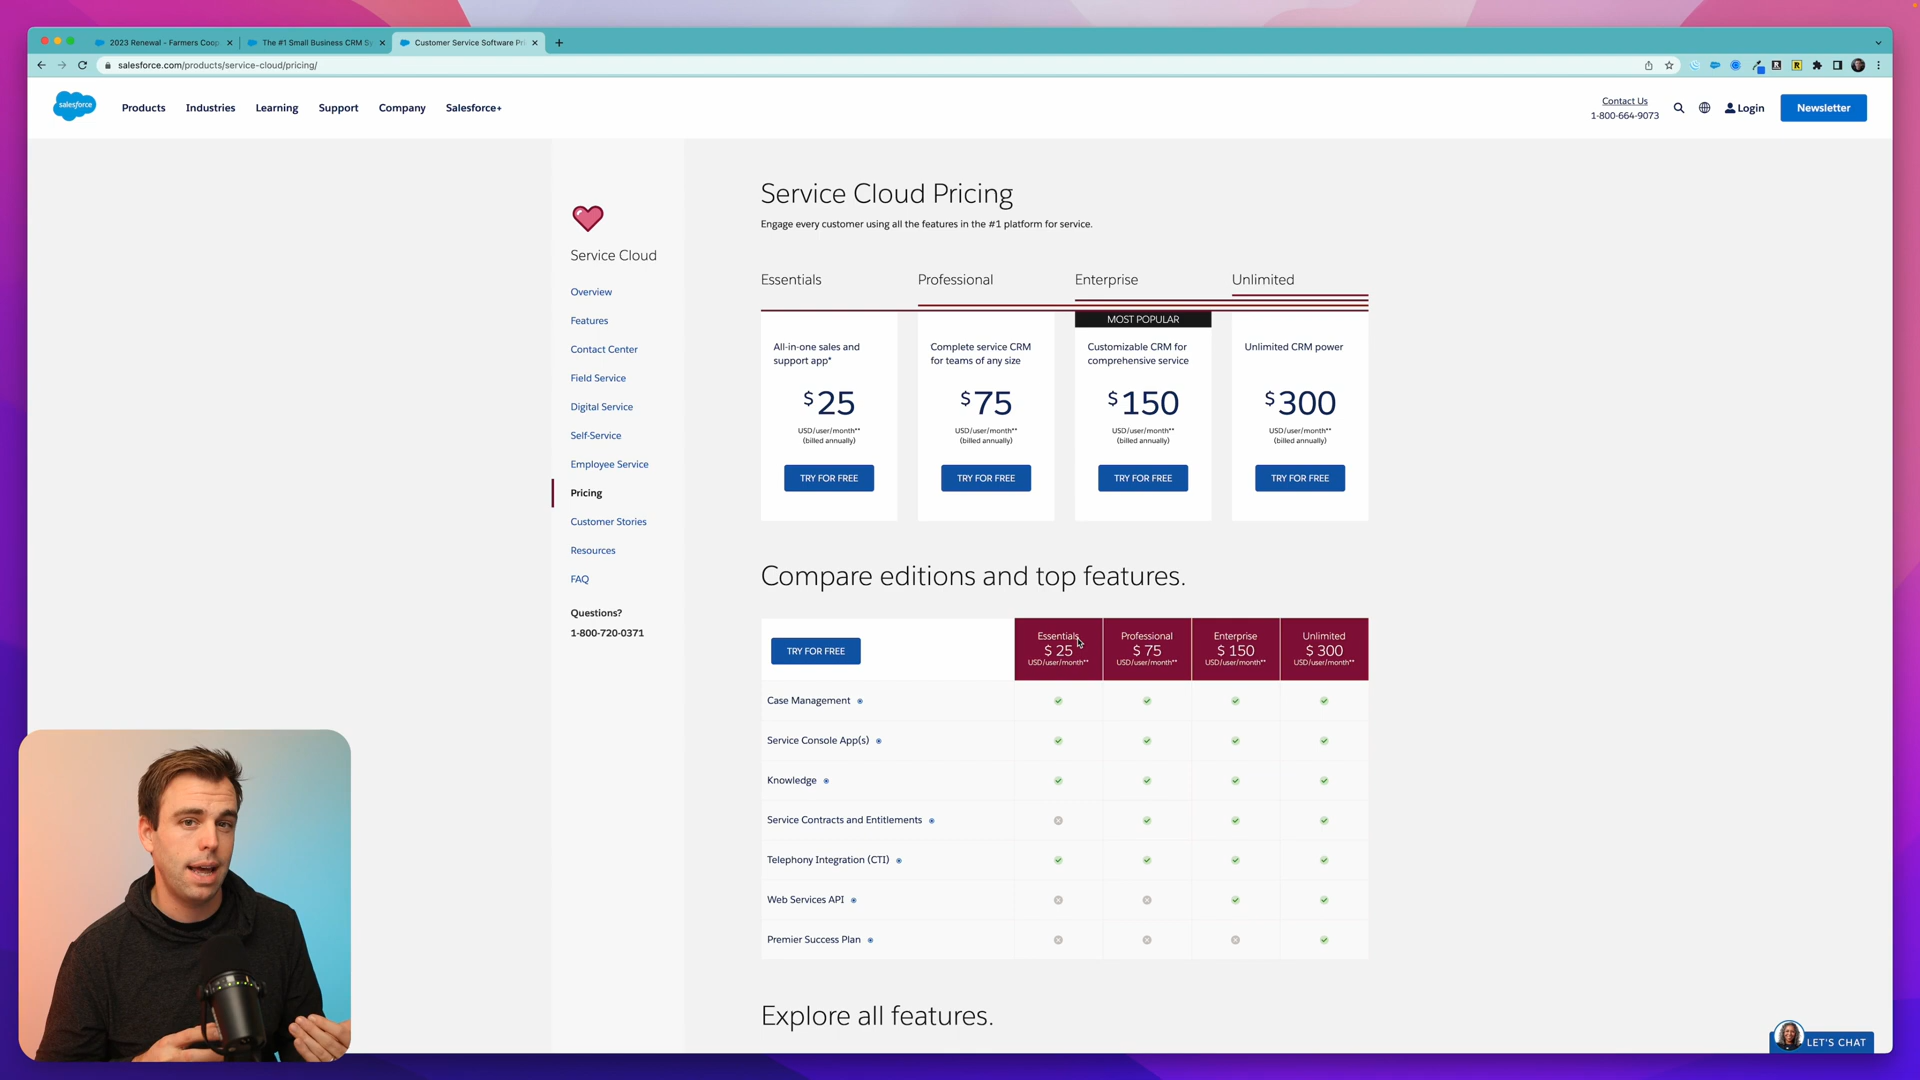 2023 Renewal - Farmers Coop
The #1 Small Business CRM Sy
Customer Service Software Pri
salesforce.com/products/service-cloud/pricing/
salesforce
Products
Industries
Learning
Support
Company
Salesforce+
Contact Us
1-800-664-9073
Login
Newsletter
Service Cloud
Overview
Features
Contact Center
Field Service
Digital Service
Self-Service
Employee Service
Pricing
Customer Stories
Resources
FAQ
Questions?
1-800-720-0371
Service Cloud Pricing
Engage every customer using all the features in the #1 platform for service.
Essentials
All-in-one sales and
support app*
$25
USD/user/month**
(billed annually)
TRY FOR FREE
Professional
Complete service CRM
for teams of any size
$75
USD/user/month**
(billed annually)
TRY FOR FREE
Enterprise
MOST POPULAR
Customizable CRM for
comprehensive service
$150
USD/user/month**
(billed annually)
TRY FOR FREE
Unlimited
Unlimited CRM power
$300
USD/user/month**
(billed annually)
TRY FOR FREE
Compare editions and top features.
TRY FOR FREE
Essentials
$ 25
USD/user/month**
Professional
$ 75
USD/user/month**
Enterprise
$ 150
USD/user/month**
Unlimited
$ 300
USD/user/month**
Case Management
Service Console App(s)
Knowledge
Service Contracts and Entitlements
Telephony Integration (CTI)
Web Services API
Premier Success Plan
Explore all features.
LET'S CHAT